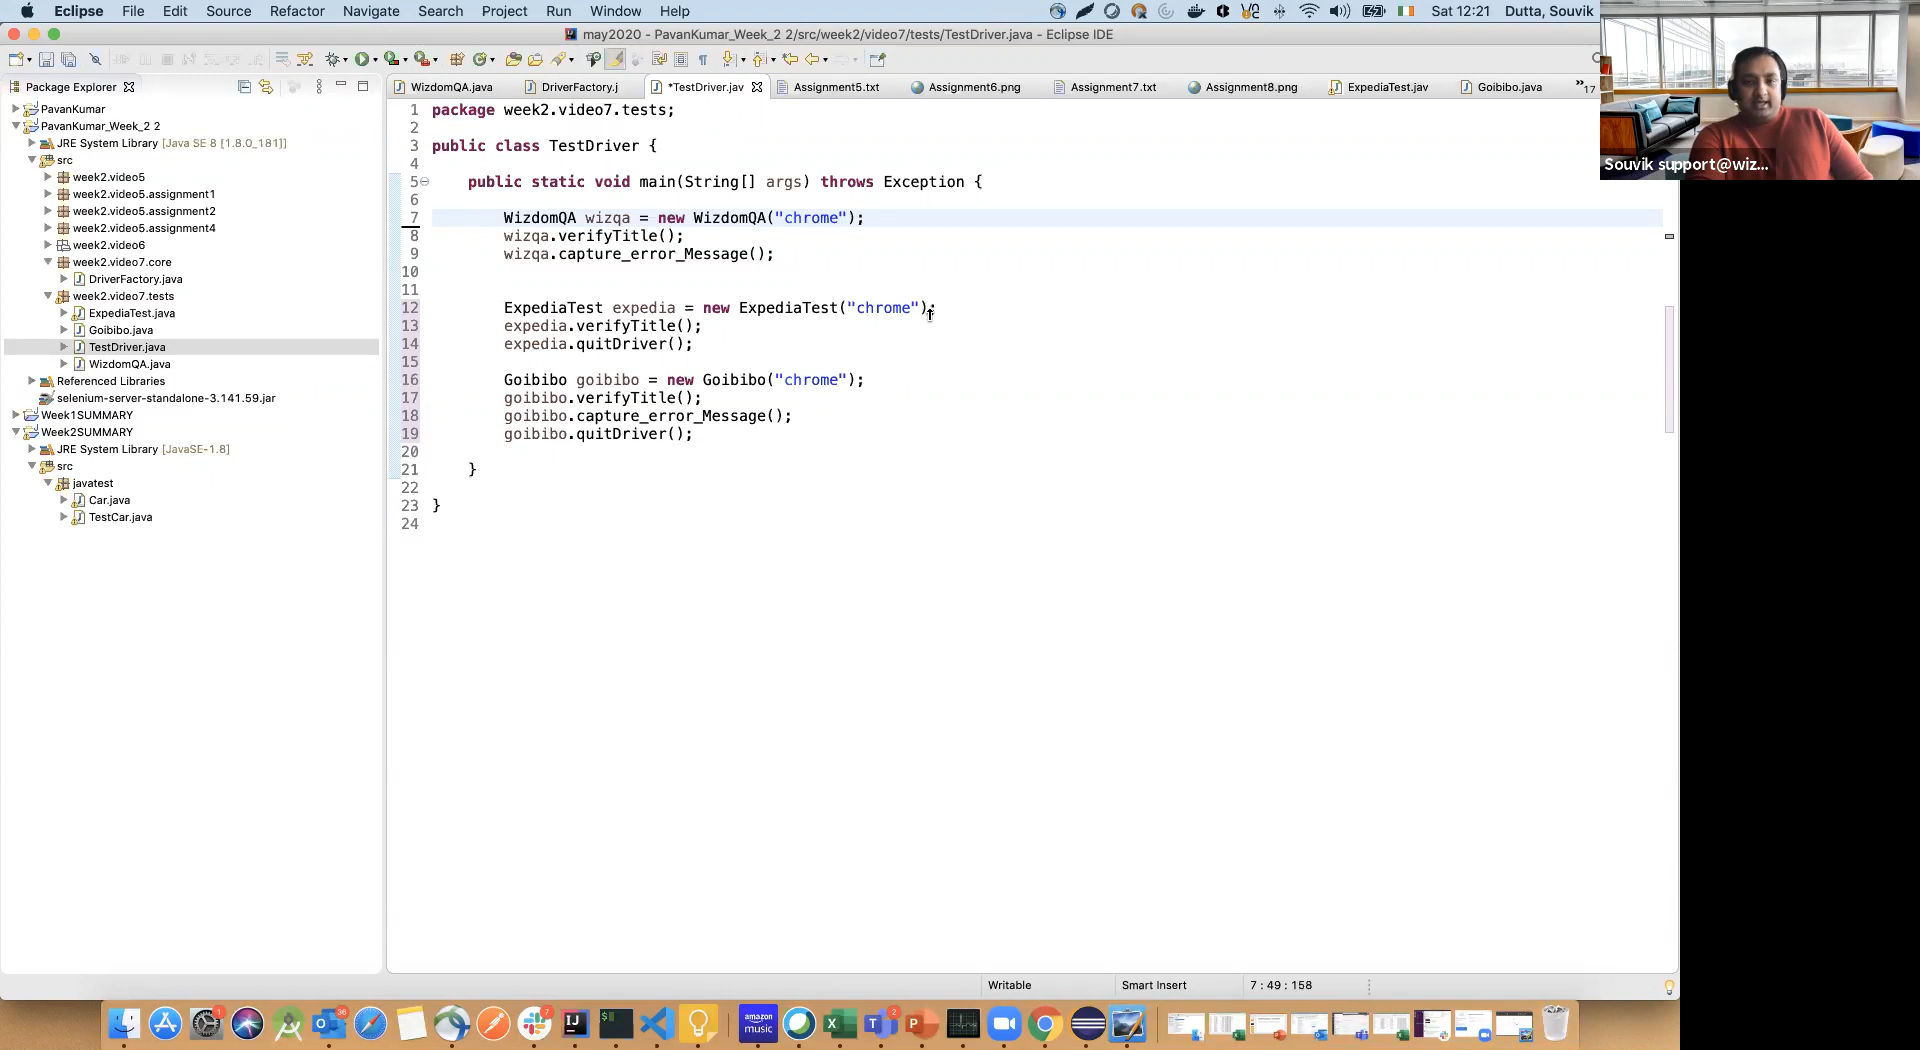 Eclipse File Edit Source Refactor Navigate Search Project Run Window Help Sat 12:21 Dutta, Souvik
may2020 - PavanKumar_Week_2 2/src/week2/video7/tests/TestDriver.java - Eclipse IDE
Package Explorer
WizdomQA.java DriverFactory.j *TestDriver.jav Assignment5.txt Assignment6.png Assignment7.txt Assignment8.png ExpediaTest.jav Goibibo.java »17
PavanKumar
PavanKumar_Week_2 2
JRE System Library [Java SE 8 [1.8.0_181]]
src
week2.video5
week2.video5.assignment1
week2.video5.assignment2
week2.video5.assignment4
week2.video6
week2.video7.core
DriverFactory.java
week2.video7.tests
ExpediaTest.java
Goibibo.java
TestDriver.java
WizdomQA.java
Referenced Libraries
selenium-server-standalone-3.141.59.jar
Week1SUMMARY
Week2SUMMARY
JRE System Library [JavaSE-1.8]
src
javatest
Car.java
TestCar.java
1 package week2.video7.tests;
2
3 public class TestDriver {
4
5 public static void main(String[] args) throws Exception {
6
7 WizdomQA wizqa = new WizdomQA("chrome");
8 wizqa.verifyTitle();
9 wizqa.capture_error_Message();
10
11
12 ExpediaTest expedia = new ExpediaTest("chrome");
13 expedia.verifyTitle();
14 expedia.quitDriver();
15
16 Goibibo goibibo = new Goibibo("chrome");
17 goibibo.verifyTitle();
18 goibibo.capture_error_Message();
19 goibibo.quitDriver();
20
21 }
22
23 }
24
Souvik support@wiz...
Writable Smart Insert 7 : 49 : 158
1 36 7 2
amazon music